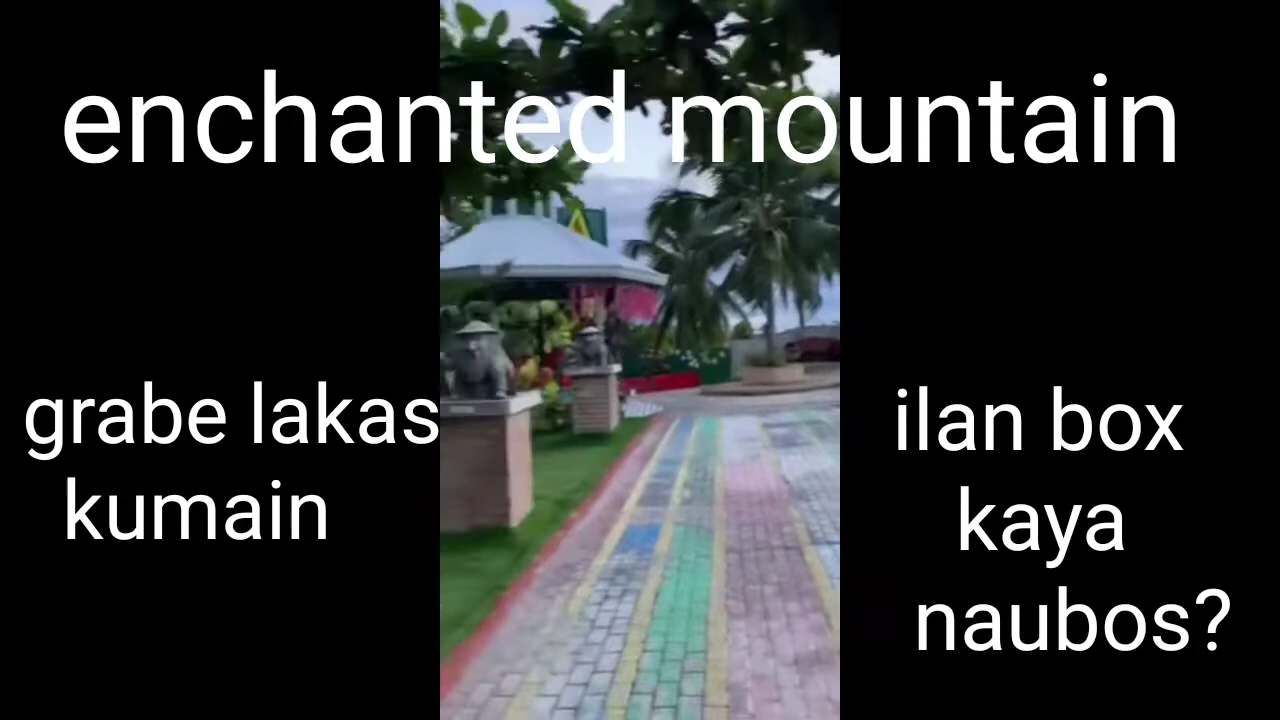 enchanted mountain
grabe lakas
kumain
ilan box
kaya
naubos?